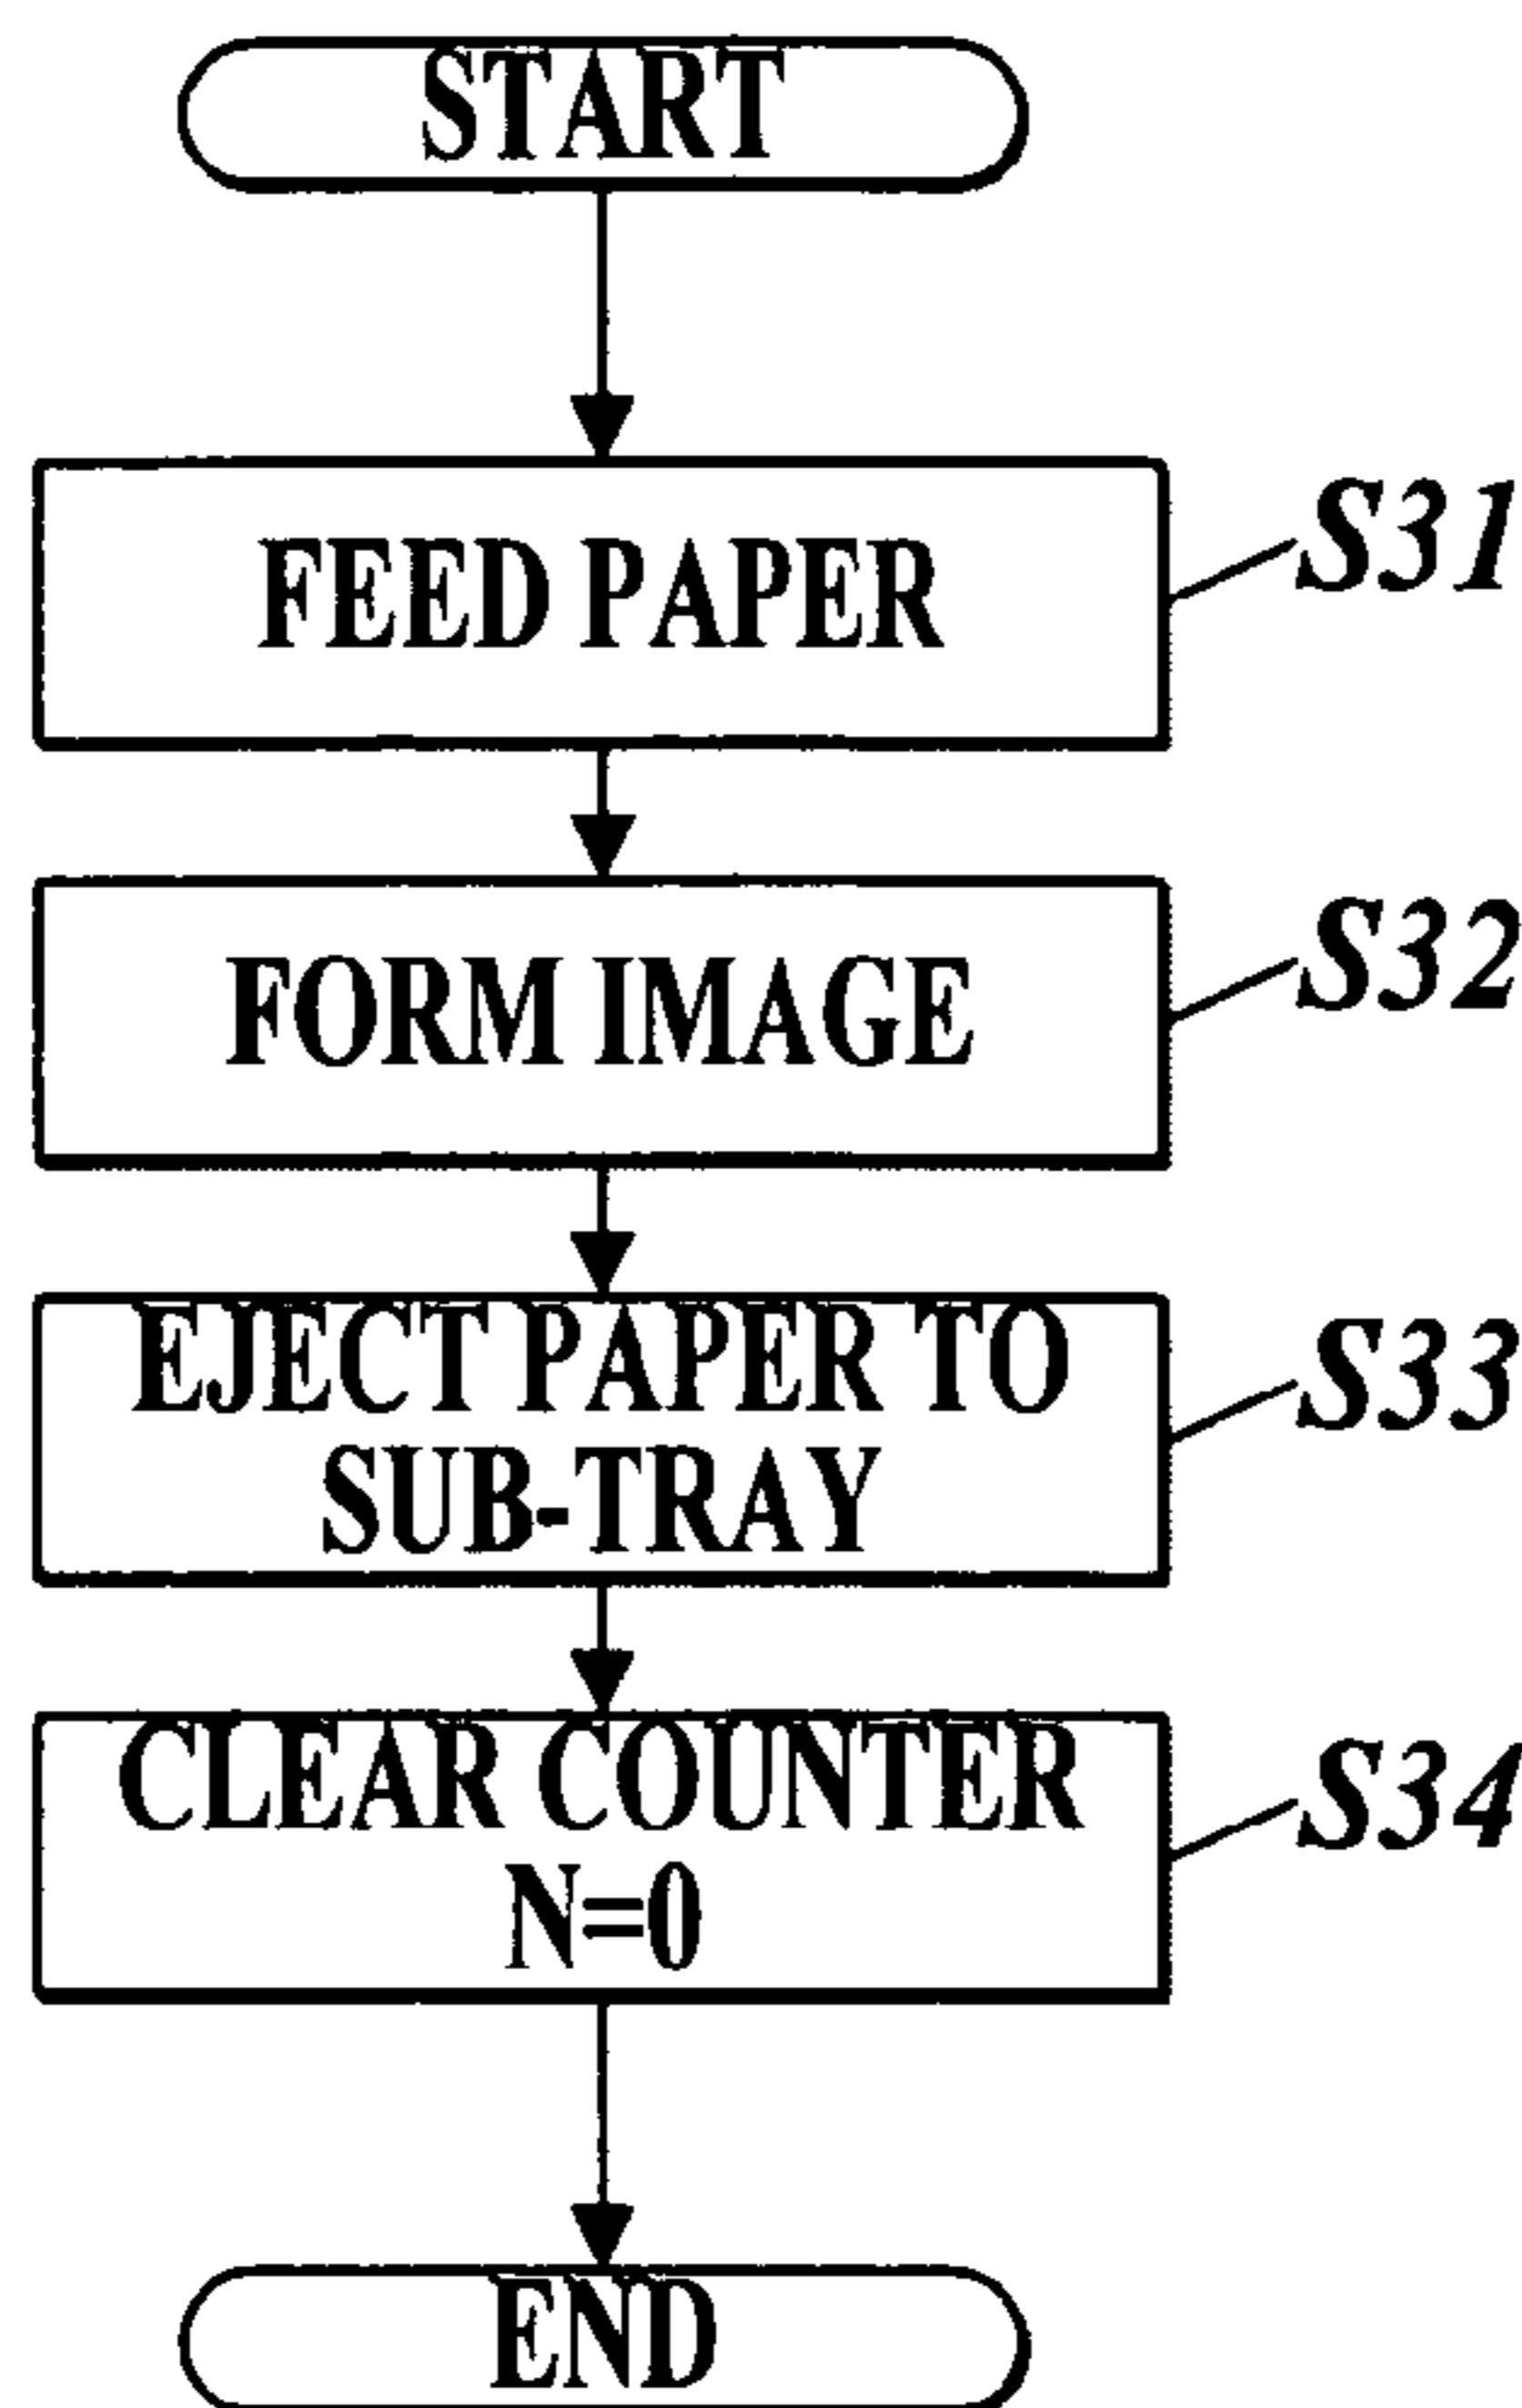 START
FEED PAPER
S31
FORM IMAGE
S32
EJECT PAPER TO
SUB-TRAY
S33
CLEAR COUNTER
N=0
S34
END